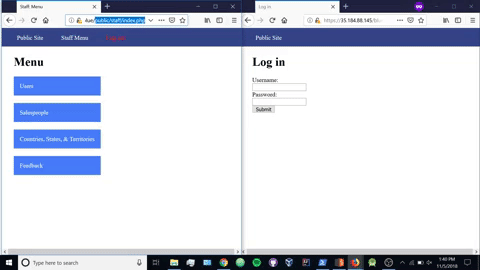 Staff Menu
public/staff/index.php
Public Site
Staff Menu
Log Out
Menu
Users
Salespeople
Countries, States, & Territories
Feedback
Log in
https://35.184.88.145/
Public Site
Log in
Username:
Password:
Submit
Type here to search
1:40 PM
11/5/2018